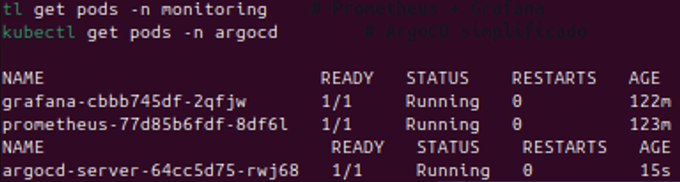 tl get pods -n monitoring # Prometheus + Grafana
kubectl get pods -n argocd # ArgoCD simplificado
NAME READY STATUS RESTARTS AGE
grafana-cbbb745df-2qfjw 1/1 Running 0 122m
prometheus-77d85b6fdf-8df6l 1/1 Running 0 123m
NAME READY STATUS RESTARTS AGE
argocd-server-64cc5d75-rwj68 1/1 Running 0 15s